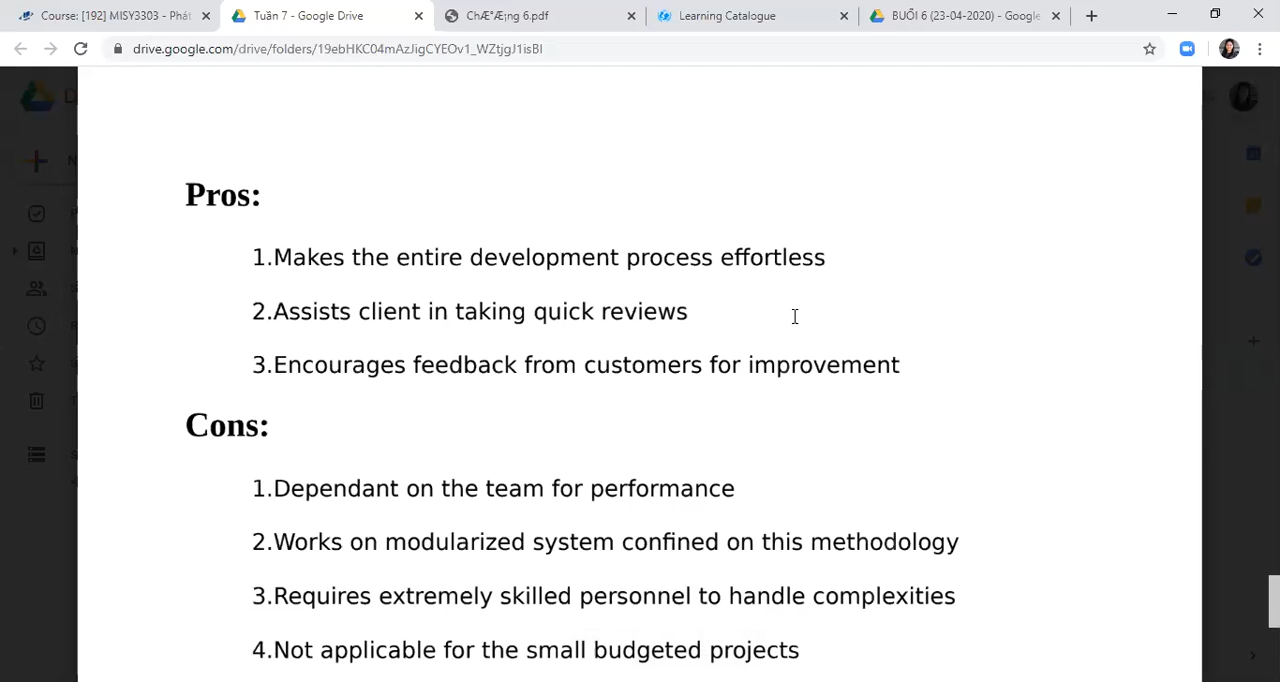 Course: [192] MISY3303 - Phát
Tuần 7 - Google Drive
ChÆ°Æ¡ng 6.pdf
Learning Catalogue
BUỔI 6 (23-04-2020) - Google
drive.google.com/drive/folders/19ebHKC04mAzJigCYEOv1_WZtjgJ1isBI
Pros:
1.Makes the entire development process effortless
2.Assists client in taking quick reviews
3.Encourages feedback from customers for improvement
Cons:
1.Dependant on the team for performance
2.Works on modularized system confined on this methodology
3.Requires extremely skilled personnel to handle complexities
4.Not applicable for the small budgeted projects